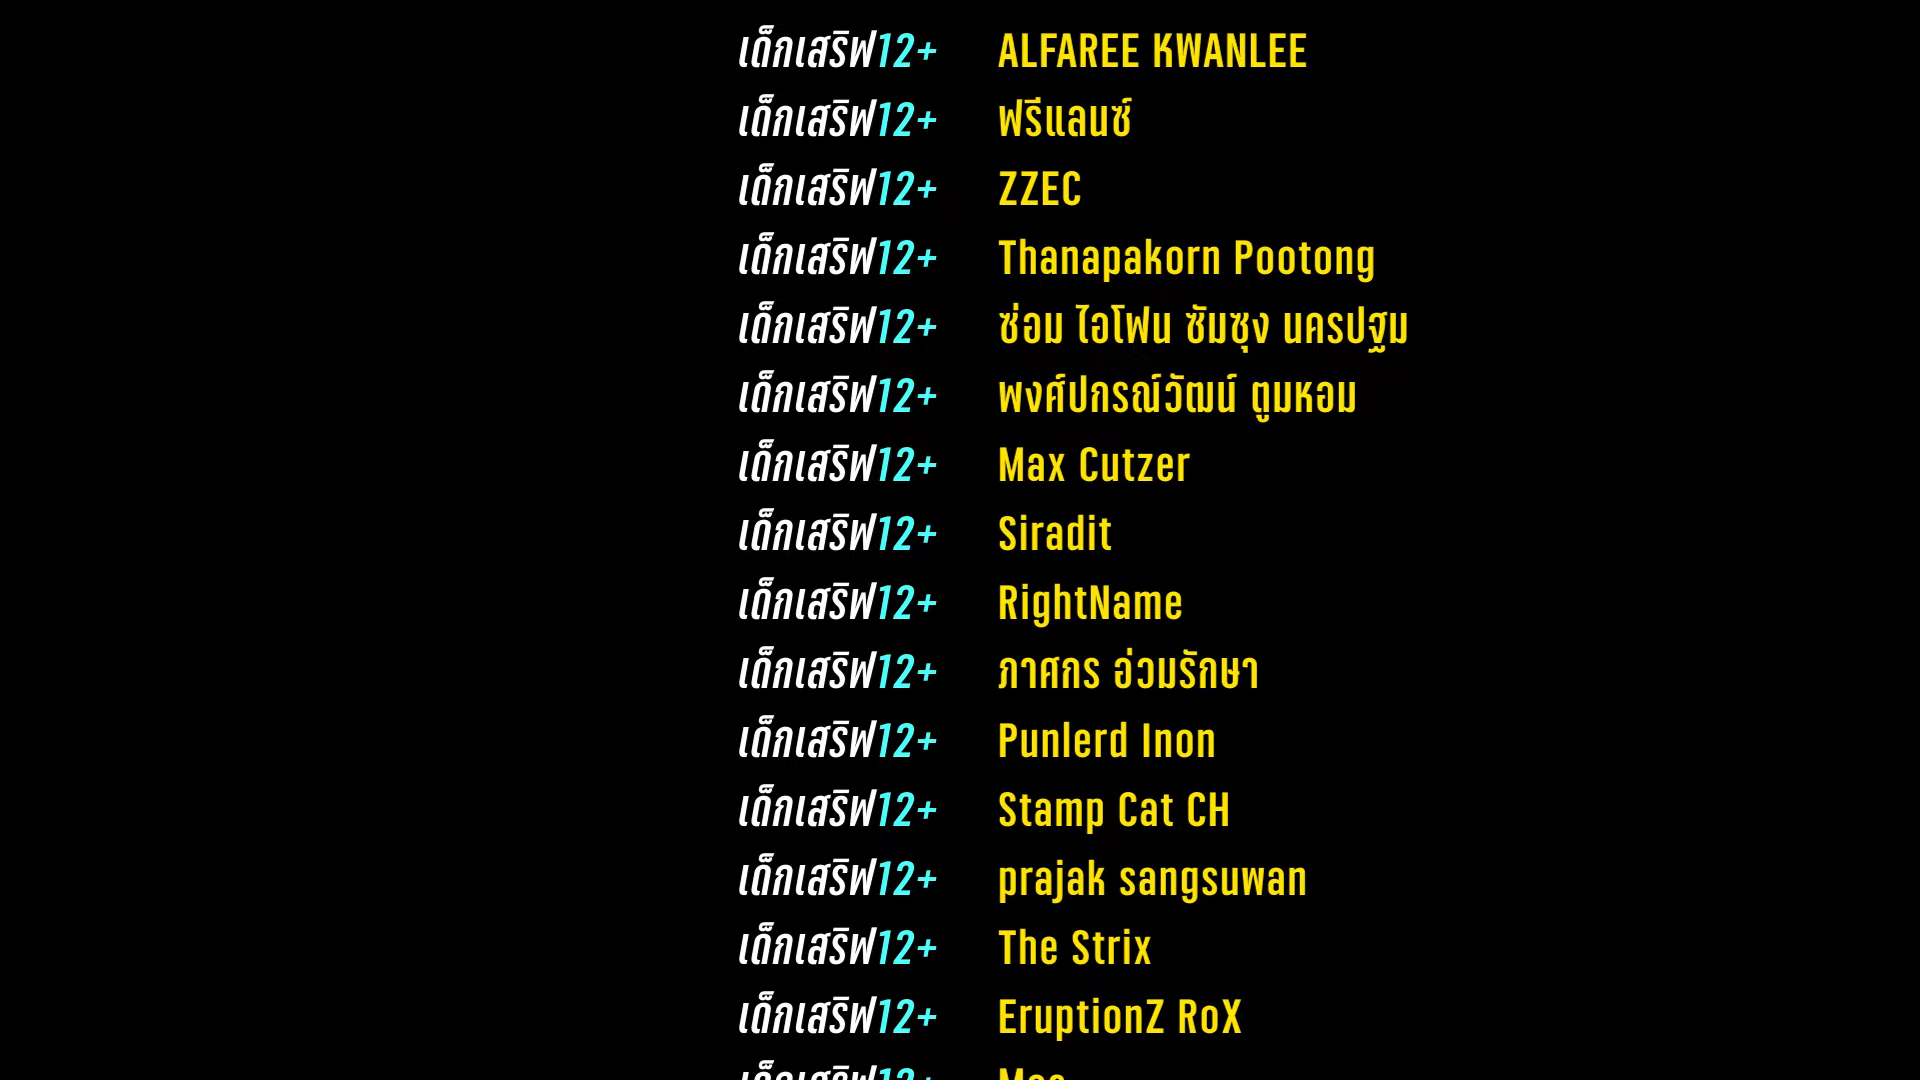 เด็กเสริฟ12+ ALFAREE KWANLEE
เด็กเสริฟ12+ ฟรีแลนซ์
เด็กเสริฟ12+ ZZEC
เด็กเสริฟ12+ Thanapakorn Pootong
เด็กเสริฟ12+ ซ่อม ไอโฟน ซัมซุง นครปฐม
เด็กเสริฟ12+ พงศ์ปกรณ์วัฒน์ ตูมหอม
เด็กเสริฟ12+ Max Cutzer
เด็กเสริฟ12+ Siradit
เด็กเสริฟ12+ RightName
เด็กเสริฟ12+ ภาศกร อ่วมรักษา
เด็กเสริฟ12+ Punlerd Inon
เด็กเสริฟ12+ Stamp Cat CH
เด็กเสริฟ12+ prajak sangsuwan
เด็กเสริฟ12+ The Strix
เด็กเสริฟ12+ EruptionZ RoX
เด็กเสริฟ12+